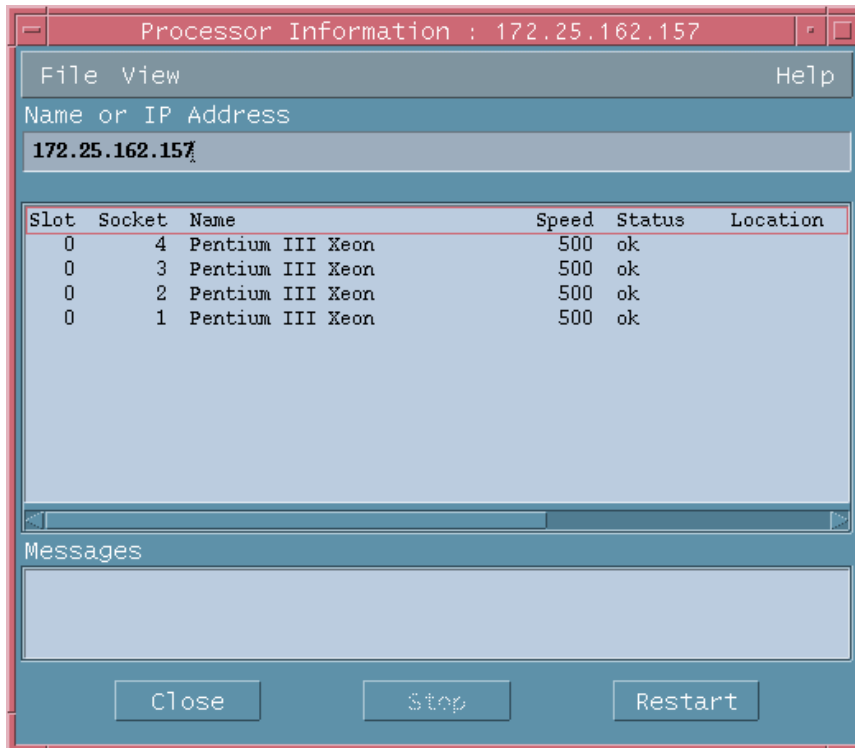 Processor Information : 172.25.162.157
File View Help
Name or IP Address
172.25.162.157
Slot Socket Name Speed Status Location
0 4 Pentium III Xeon 500 ok
0 3 Pentium III Xeon 500 ok
0 2 Pentium III Xeon 500 ok
0 1 Pentium III Xeon 500 ok
Messages
Close Stop Restart